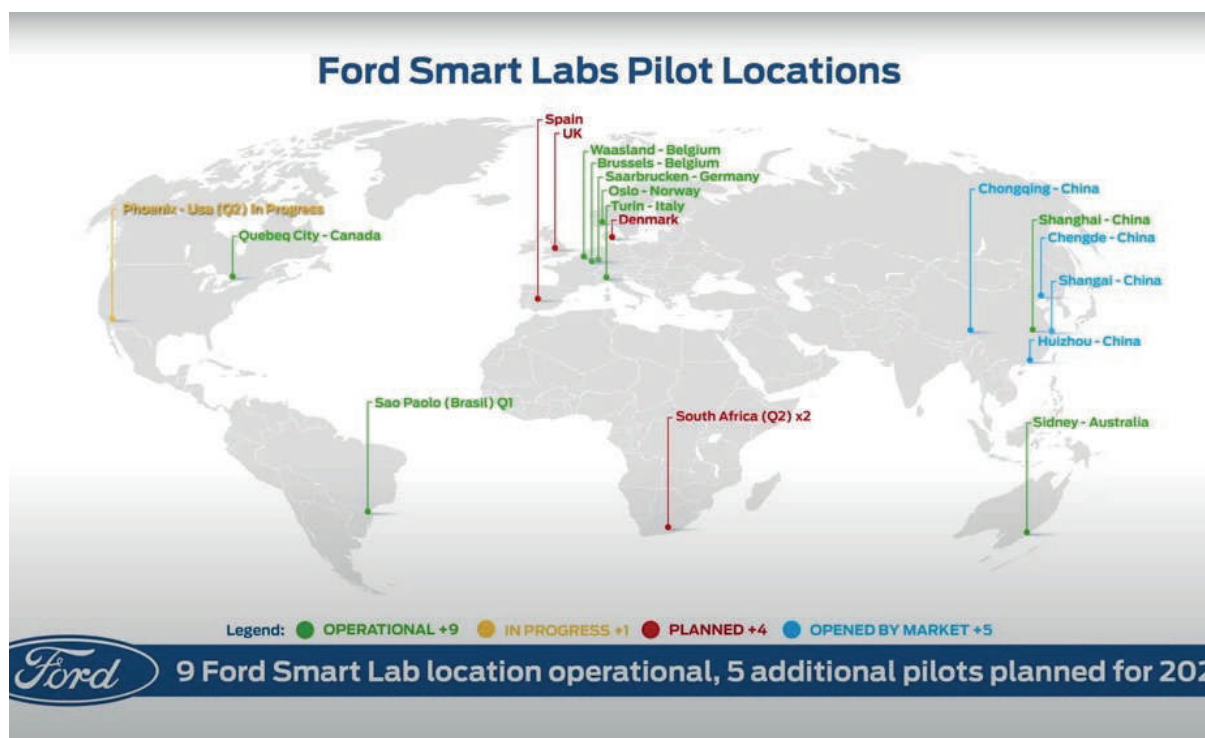 Ford Smart Labs Pilot Locations
Spain
UK
Waasland - Belgium
Brussels - Belgium
Saarbrucken - Germany
Oslo - Norway
Turin - Italy
Denmark
Phoenix - Usa (Q2) In Progress
Quebeq City - Canada
Chongqing - China
Shanghai - China
Chengde - China
Shangai - China
Huizhou - China
Sao Paolo (Brasil) Q1
South Africa (Q2) x2
Sidney - Australia
Legend: OPERATIONAL +9 IN PROGRESS +1 PLANNED +4 OPENED BY MARKET +5
Ford
9 Ford Smart Lab location operational, 5 additional pilots planned for